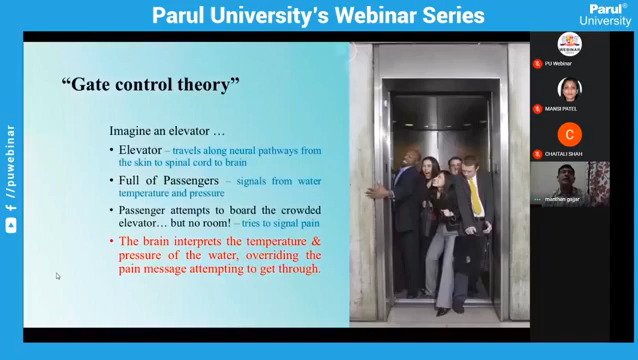 Parul University's Webinar Series
Parul®
University
/puwebinar
"Gate control theory"
Imagine an elevator …
• Elevator – travels along neural pathways from
the skin to spinal cord to brain
• Full of Passengers – signals from water
temperature and pressure
• Passenger attempts to board the crowded
elevator… but no room! – tries to signal pain
• The brain interprets the temperature &
pressure of the water, overriding the
pain message attempting to get through.
WEBINAR
PU Webinar
MANSI PATEL
C
CHAITALI SHAH
manthan gajjar